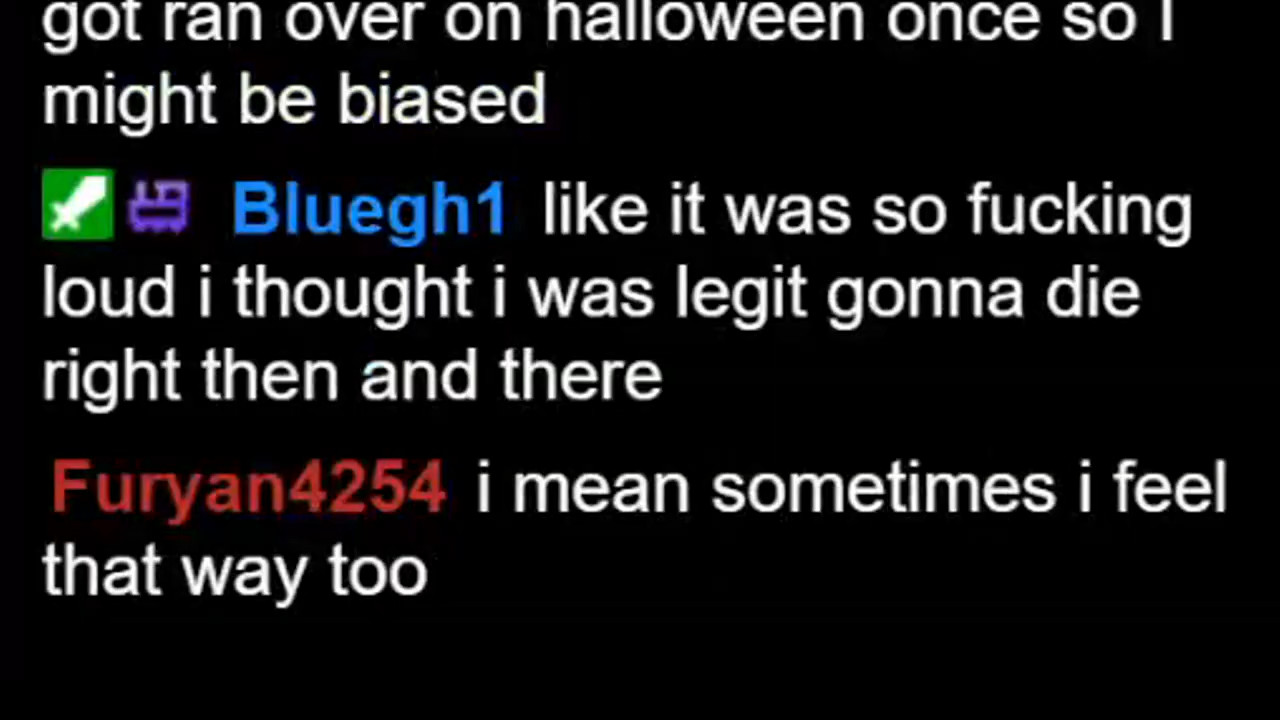 got ran over on halloween once so I
might be biased
Bluegh1 like it was so fucking
loud i thought i was legit gonna die
right then and there
Furyan4254 i mean sometimes i feel
that way too